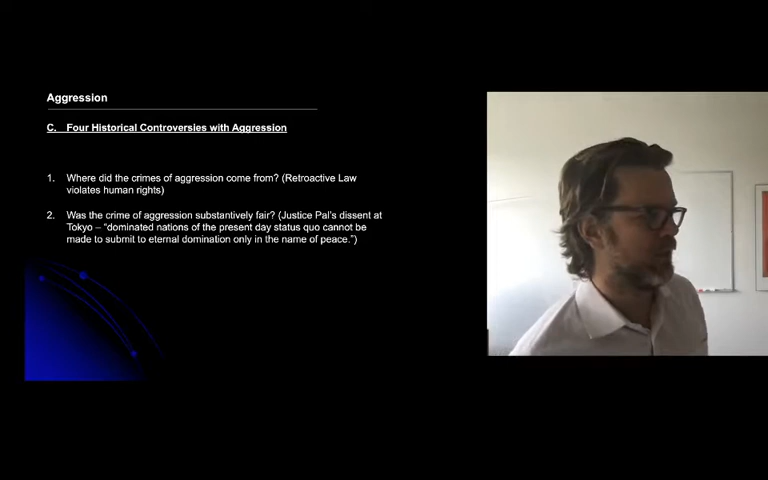 Aggression
C. Four Historical Controversies with Aggression
1. Where did the crimes of aggression come from? (Retroactive Law
violates human rights)
2. Was the crime of aggression substantively fair? (Justice Pal's dissent at
Tokyo – "dominated nations of the present day status quo cannot be
made to submit to eternal domination only in the name of peace.")